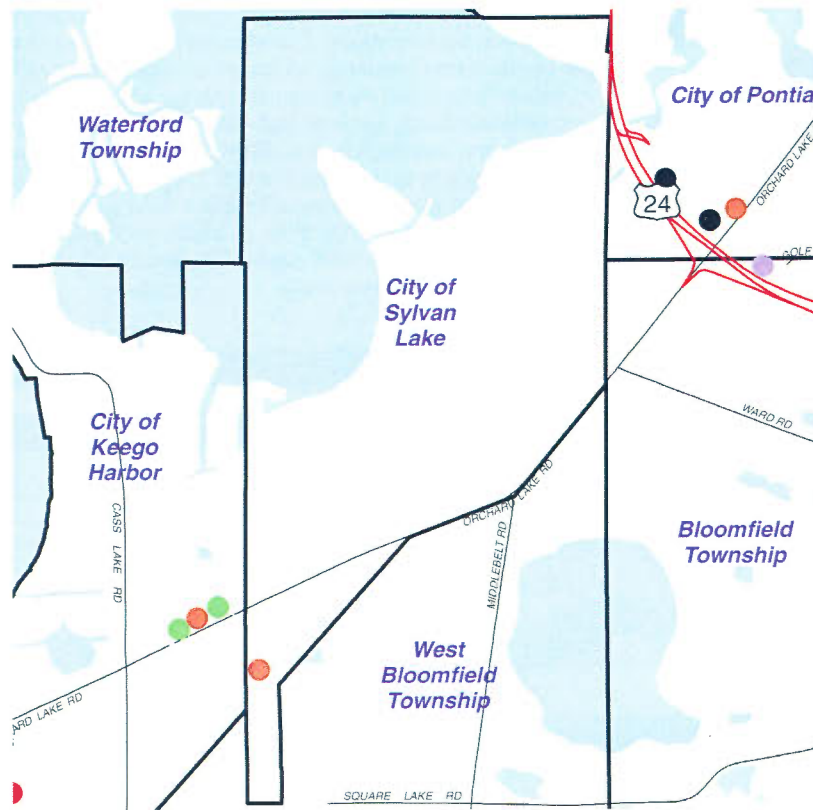 City of Pontia
Waterford
Township
ORCHARD LAKE
24
GOLF
City of
Sylvan
Lake
City of
Keego
Harbor
WARD RD
CASS LAKE RD
ORCHARD LAKE RD
MIDDLEBELT RD
Bloomfield
Township
West
Bloomfield
Township
ARD LAKE RD
SQUARE LAKE RD